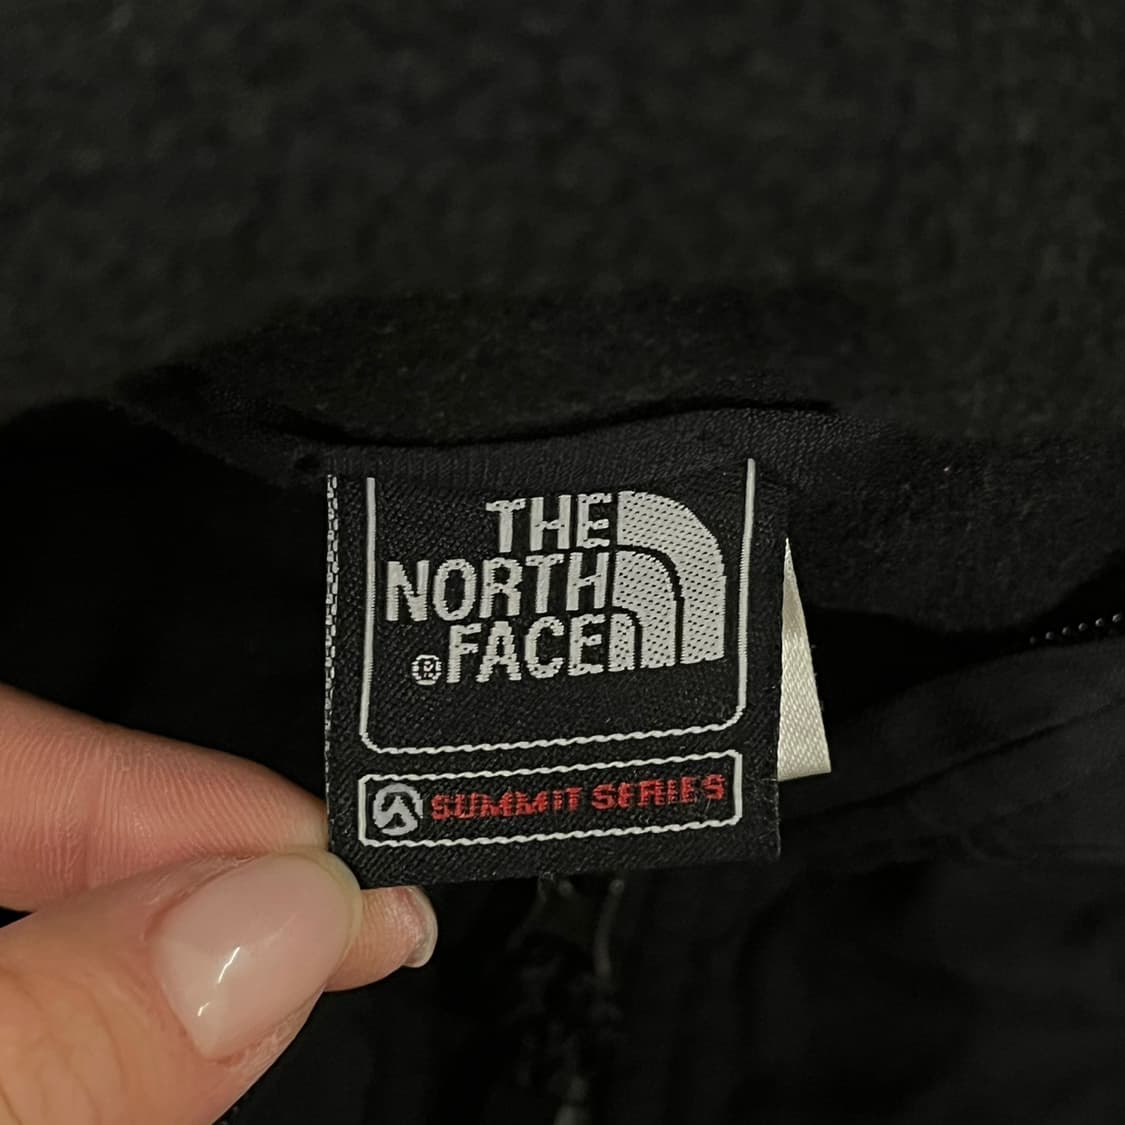 THE
NORTH
®FACE
SUMMIT SERIES